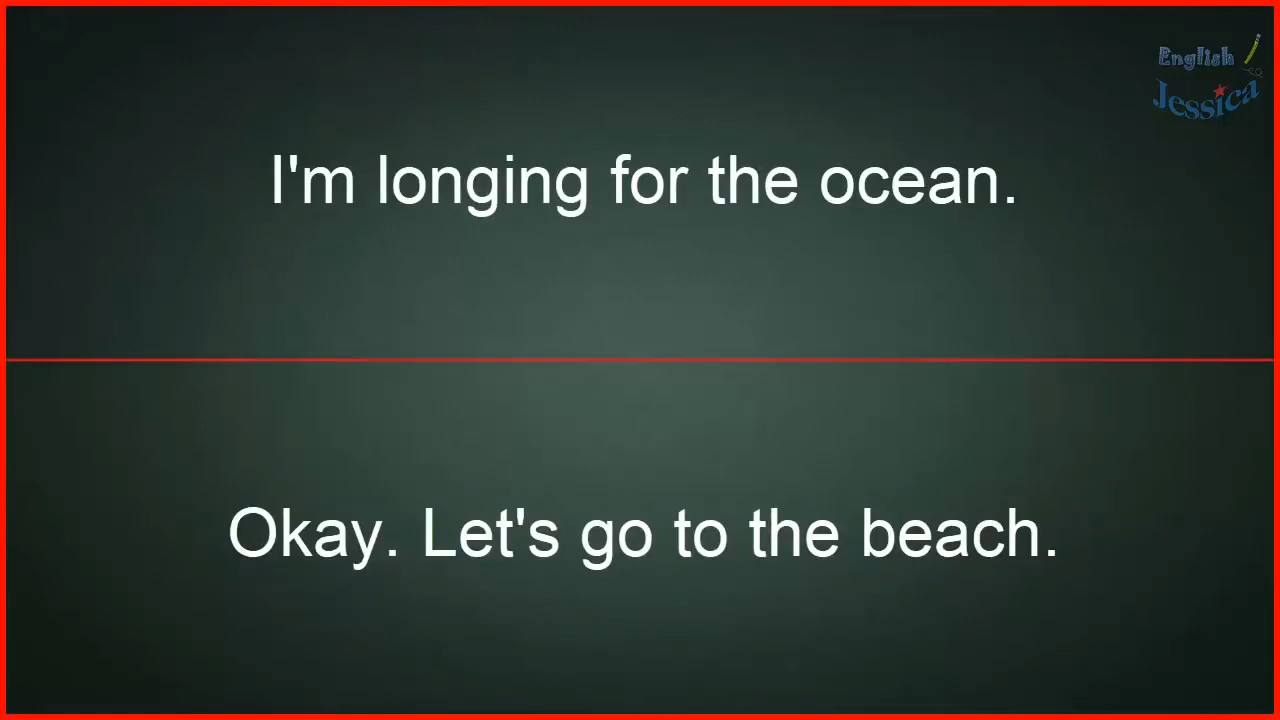 English
Jessica
I'm longing for the ocean.
Okay. Let's go to the beach.